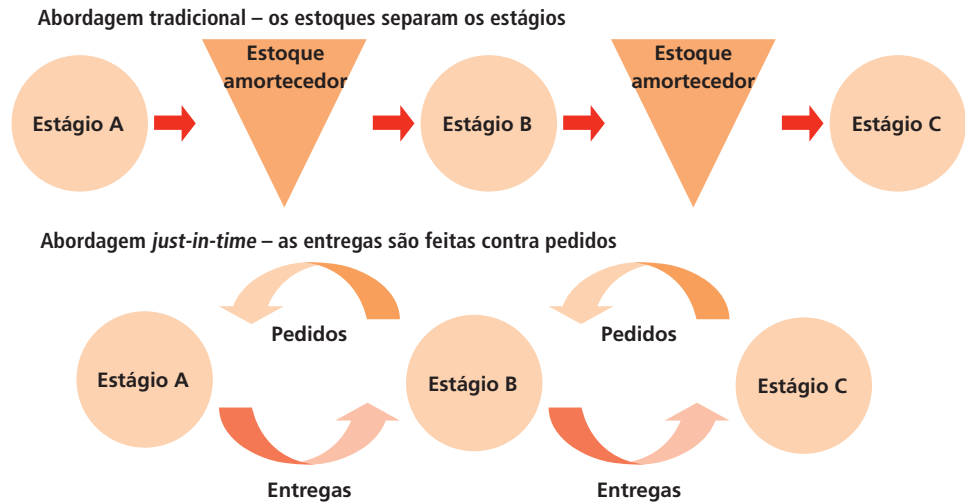 Abordagem tradicional – os estoques separam os estágios
Estágio A
Estoque
amortecedor
Estágio B
Estoque
amortecedor
Estágio C
Abordagem just-in-time – as entregas são feitas contra pedidos
Pedidos
Pedidos
Estágio A
Estágio B
Estágio C
Entregas
Entregas